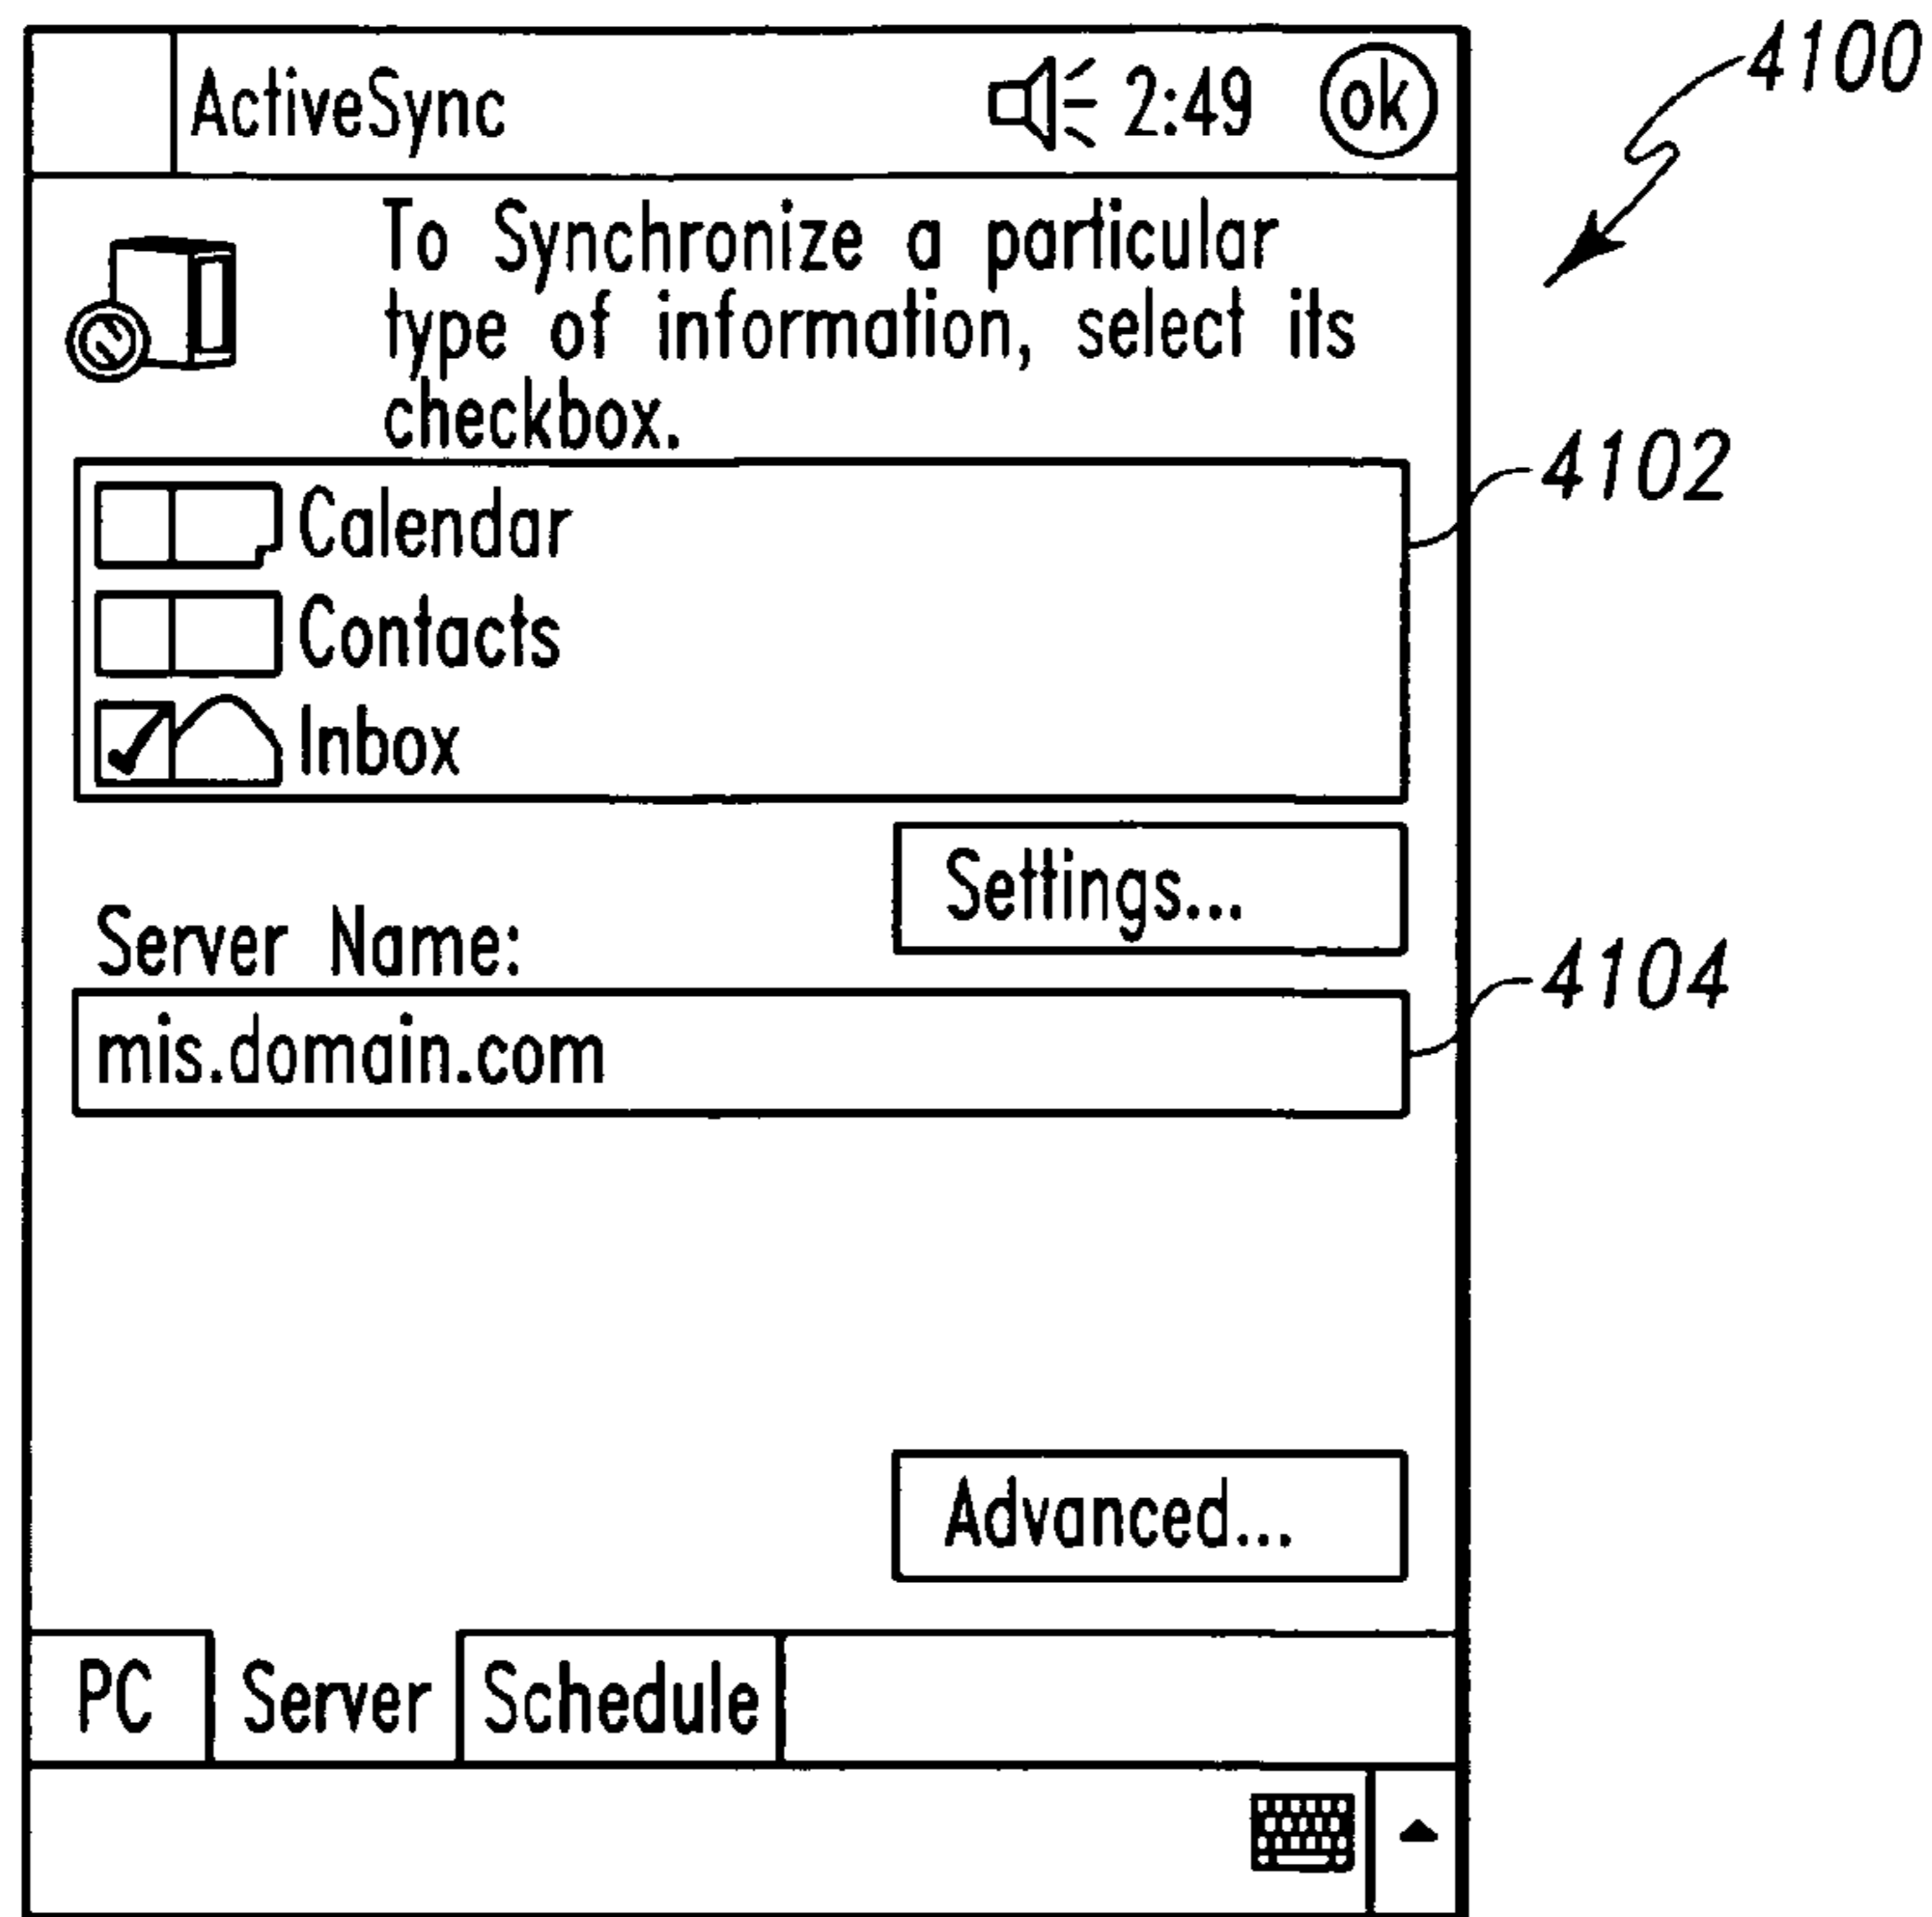 4100
ActiveSync 2:49 ok
To Synchronize a particular
type of information, select its
checkbox.
4102
Calendar
Contacts
Inbox
Settings...
Server Name:
4104
mis.domain.com
Advanced...
PC Server Schedule